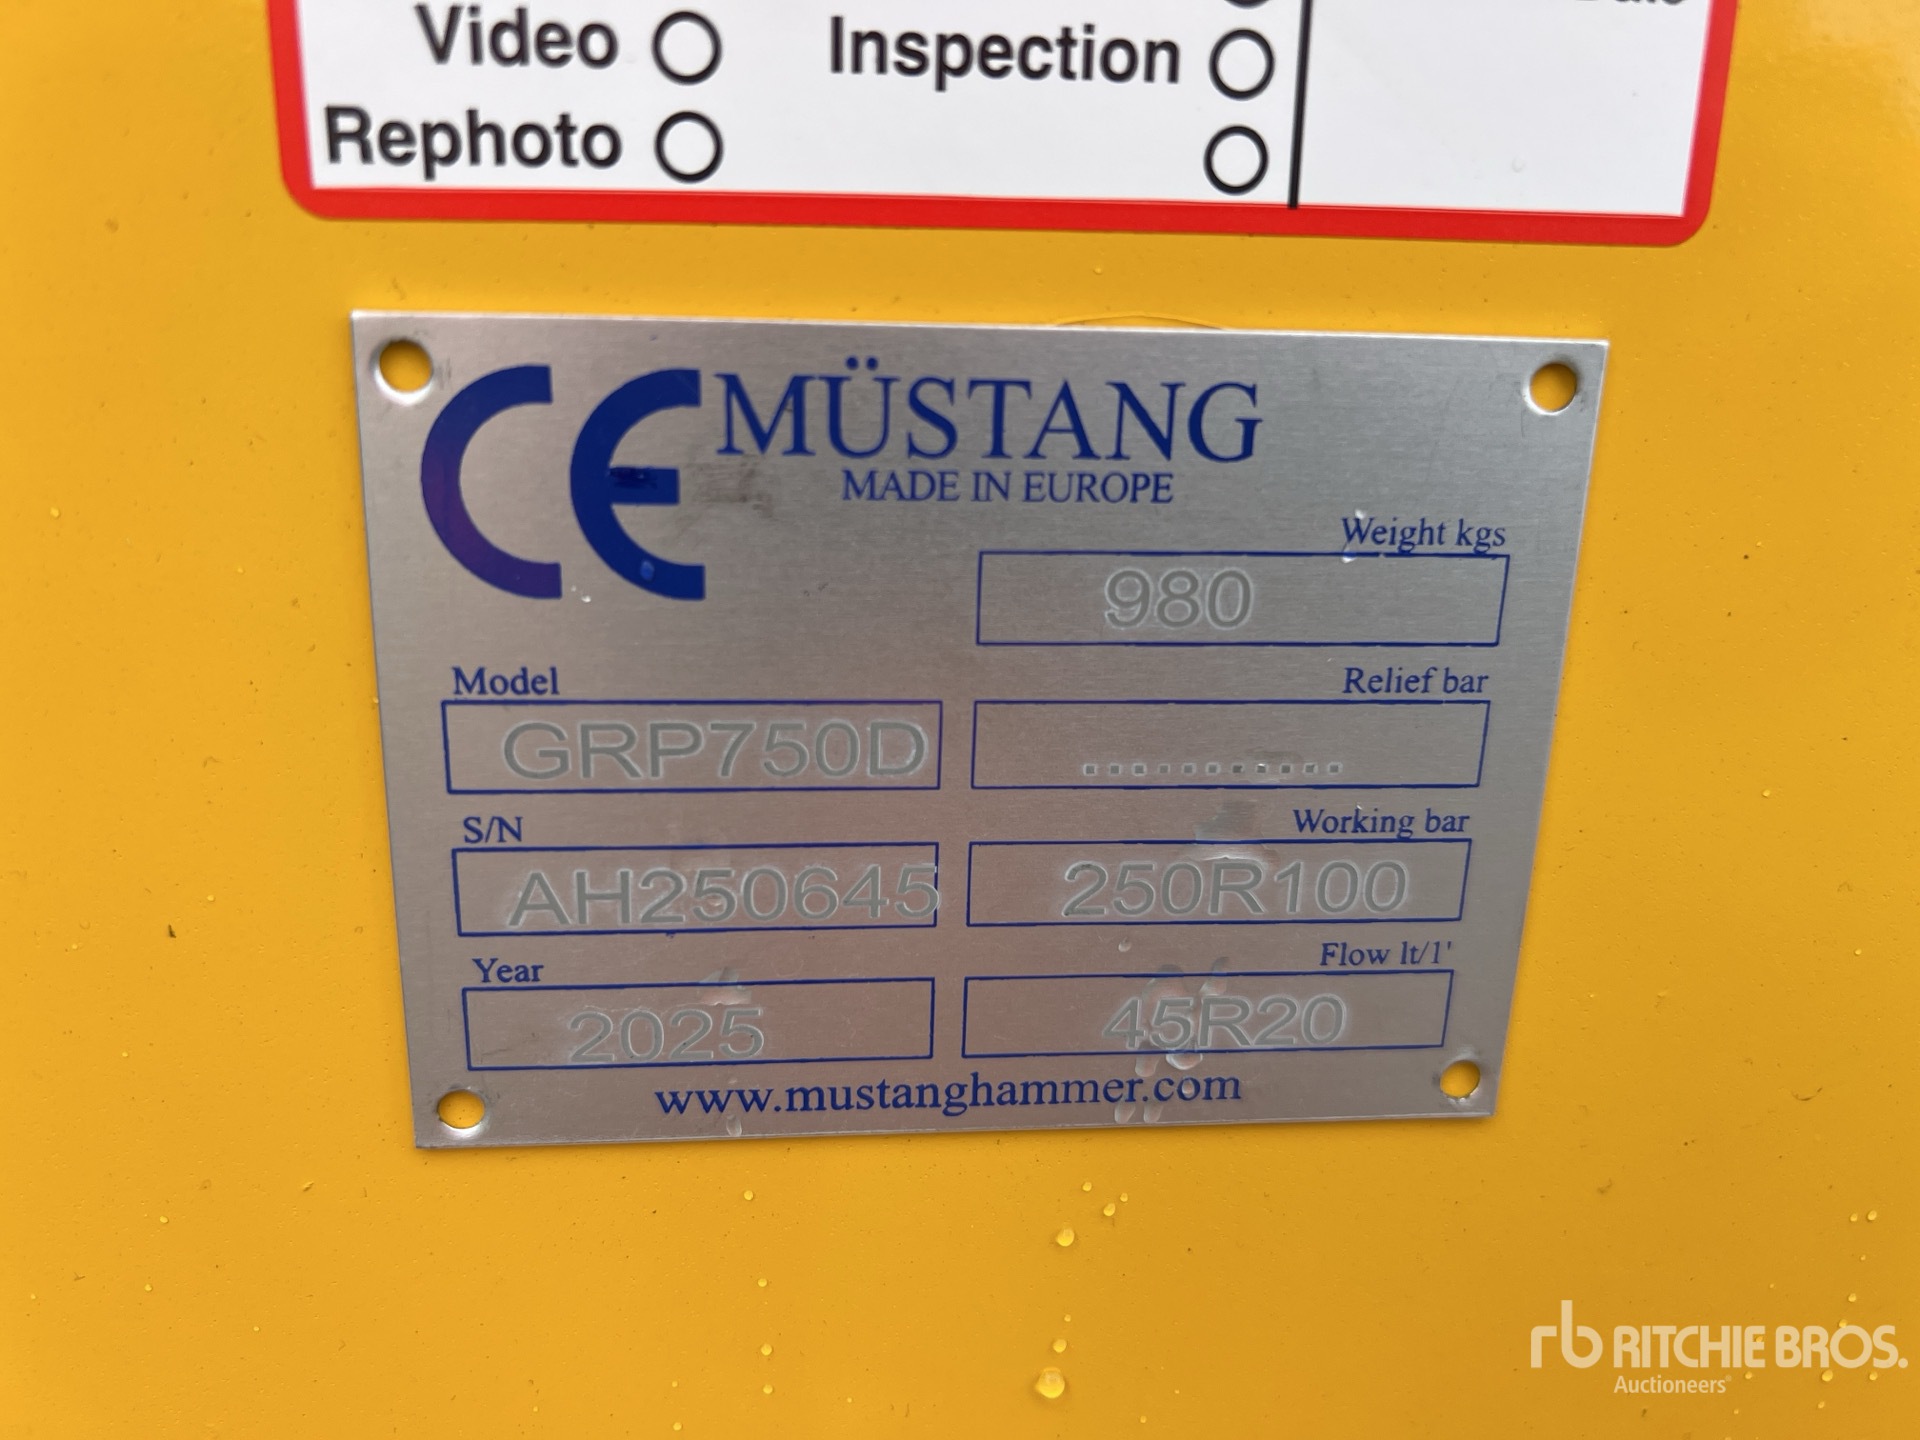 Video Inspection
Rephoto
CE MÜSTANG
MADE IN EUROPE
Weight kgs
980
Model Relief bar
GRP750D ...........
S/N Working bar
AH250645 250R100
Year Flow lt/1'
2025 45R20
www.mustanghammer.com
rb RITCHIE BROS.
Auctioneers